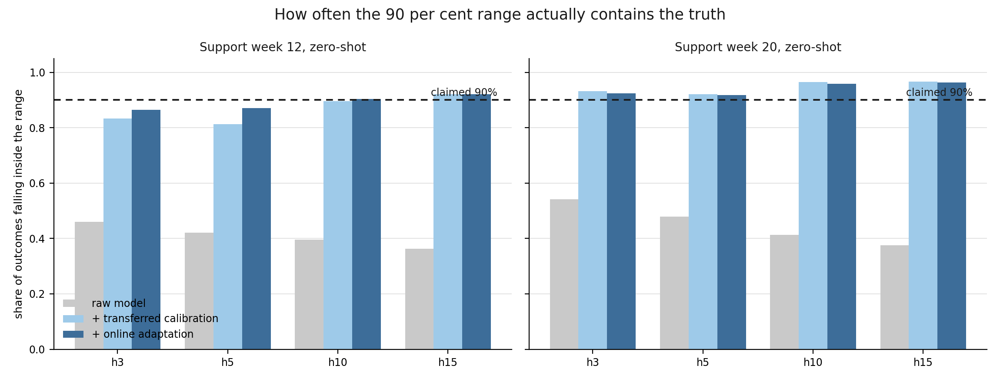 How often the 90 per cent range actually contains the truth
Support week 12, zero-shot
share of outcomes falling inside the range
1.0
0.8
0.6
0.4
0.2
0.0
claimed 90%
raw model
+ transferred calibration
+ online adaptation
h3
h5
h10
h15
Support week 20, zero-shot
claimed 90%
h3
h5
h10
h15